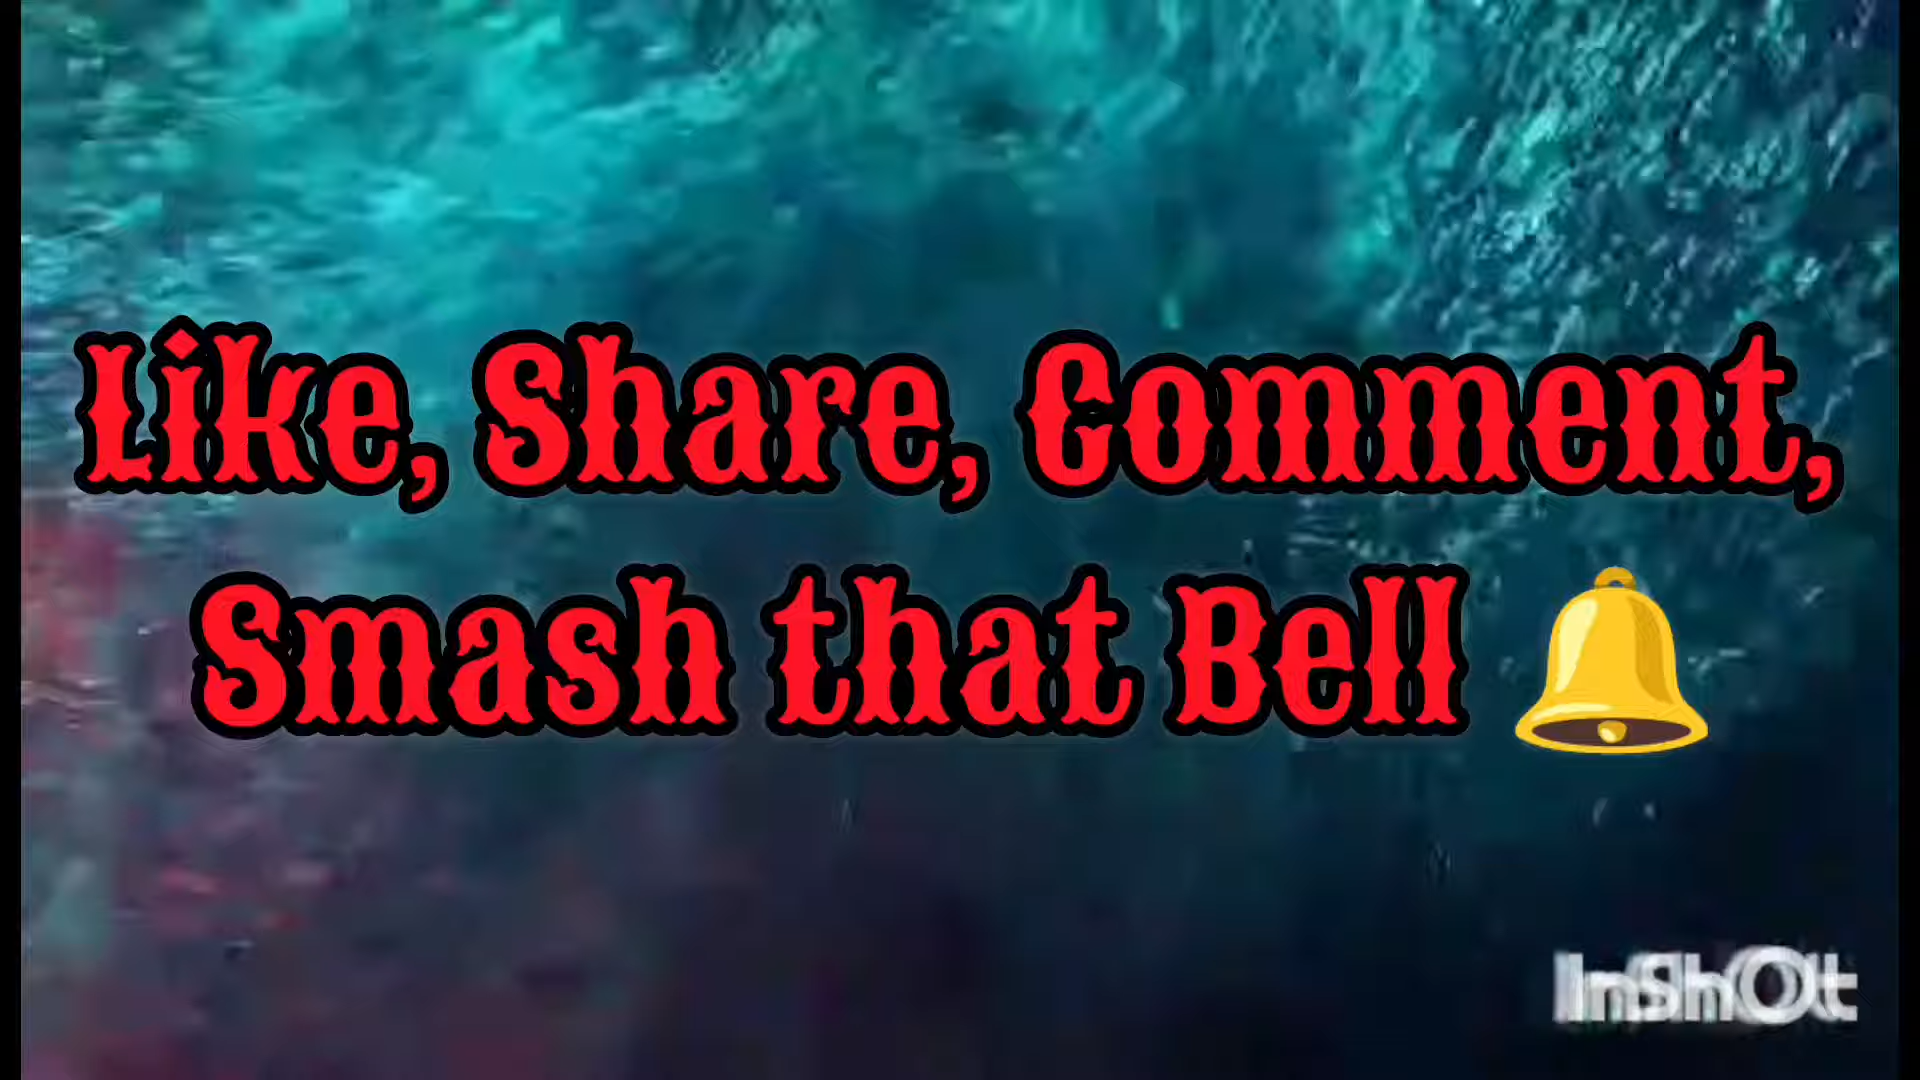 Like, Share, Comment,
Smash that Bell 🔔
InShOt